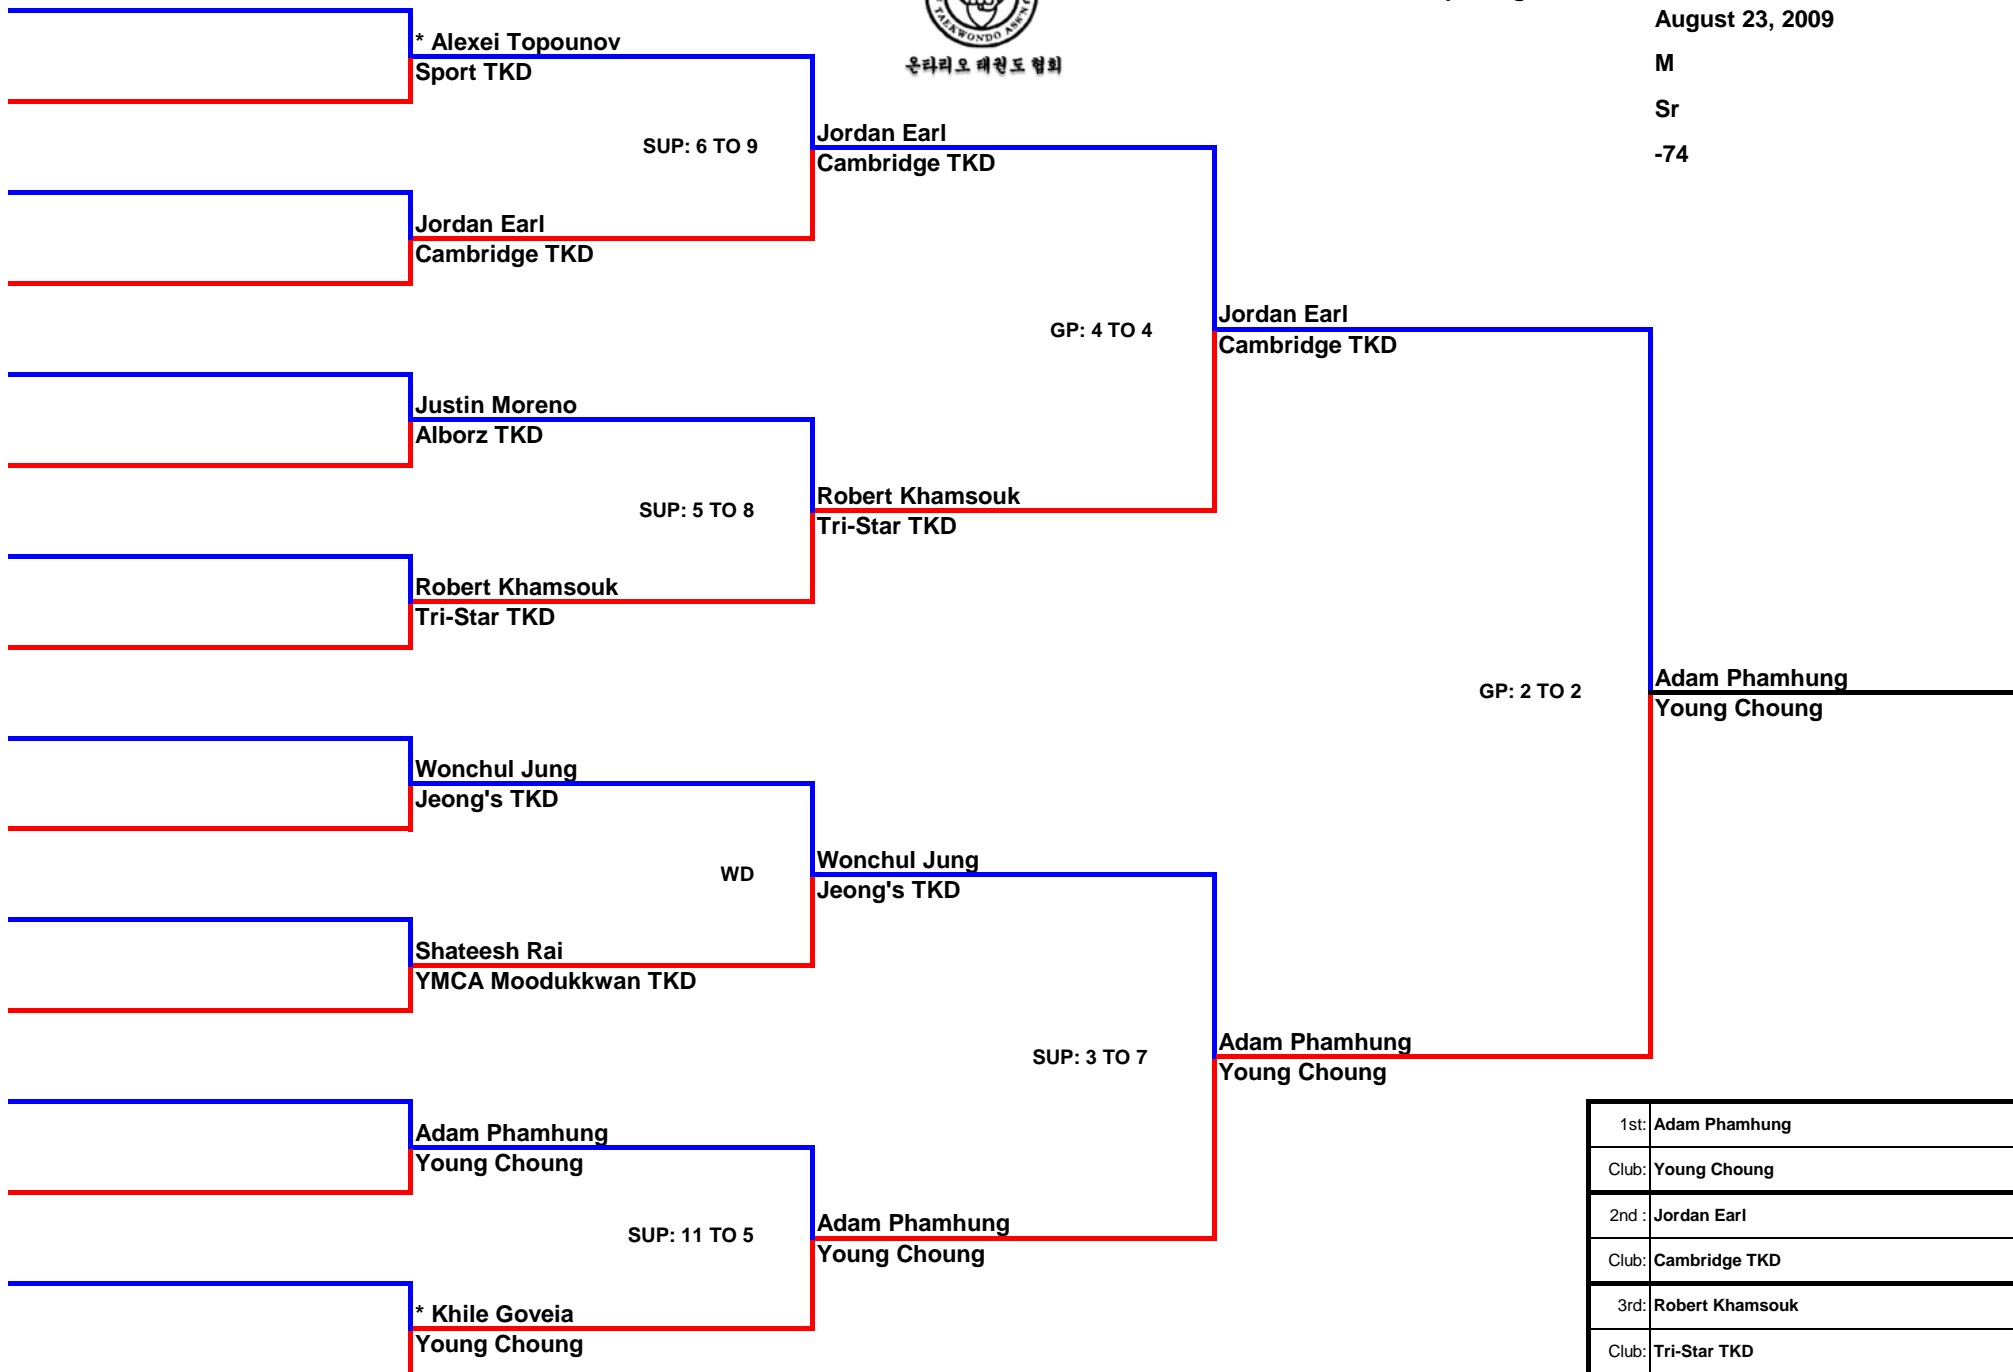 TAEKWONDO ASS'N
온타리오 태권도 협회
August 23, 2009
M
Sr
-74
* Alexei Topounov
Sport TKD
SUP: 6 TO 9
Jordan Earl
Cambridge TKD
Jordan Earl
Cambridge TKD
GP: 4 TO 4
Jordan Earl
Cambridge TKD
Justin Moreno
Alborz TKD
SUP: 5 TO 8
Robert Khamsouk
Tri-Star TKD
Robert Khamsouk
Tri-Star TKD
GP: 2 TO 2
Adam Phamhung
Young Choung
Wonchul Jung
Jeong's TKD
WD
Wonchul Jung
Jeong's TKD
Shateesh Rai
YMCA Moodukkwan TKD
SUP: 3 TO 7
Adam Phamhung
Young Choung
Adam Phamhung
Young Choung
SUP: 11 TO 5
Adam Phamhung
Young Choung
* Khile Goveia
Young Choung
1st: Adam Phamhung
Club: Young Choung
2nd : Jordan Earl
Club: Cambridge TKD
3rd: Robert Khamsouk
Club: Tri-Star TKD